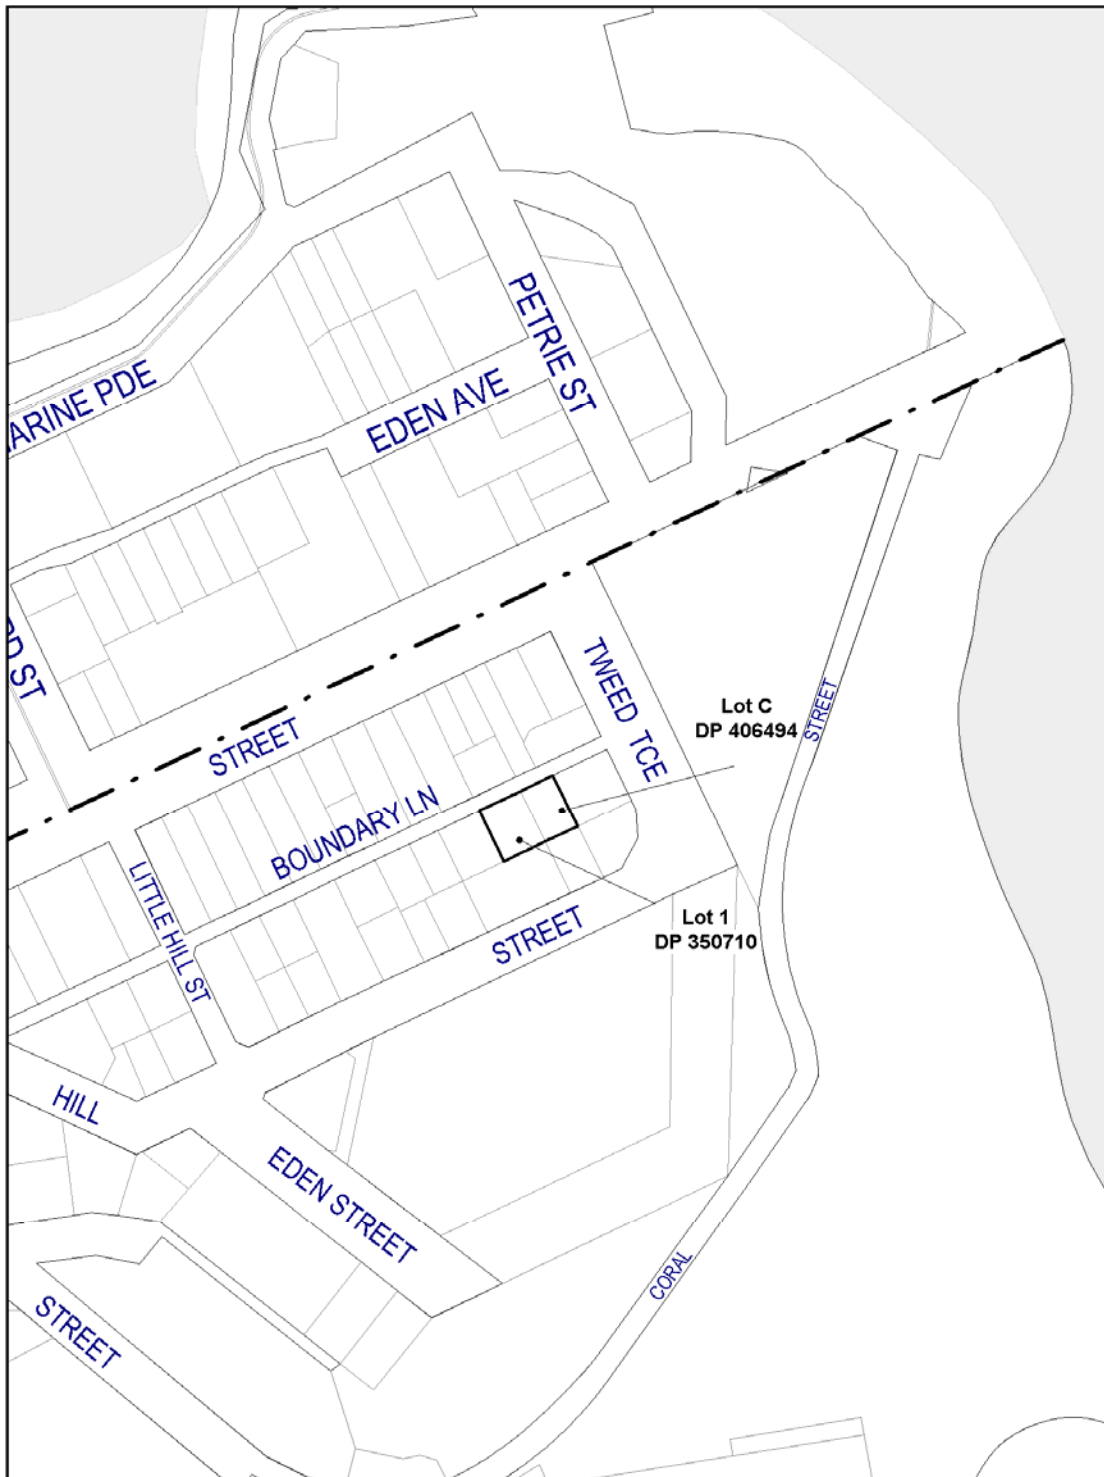 PETRIE ST
ARINE PDE
EDEN AVE
RD ST
TWEED TCE
Lot C
DP 406494
STREET
STREET
BOUNDARY LN
LITTLE HILL ST
STREET
Lot 1
DP 350710
HILL
EDEN STREET
CORAL
STREET